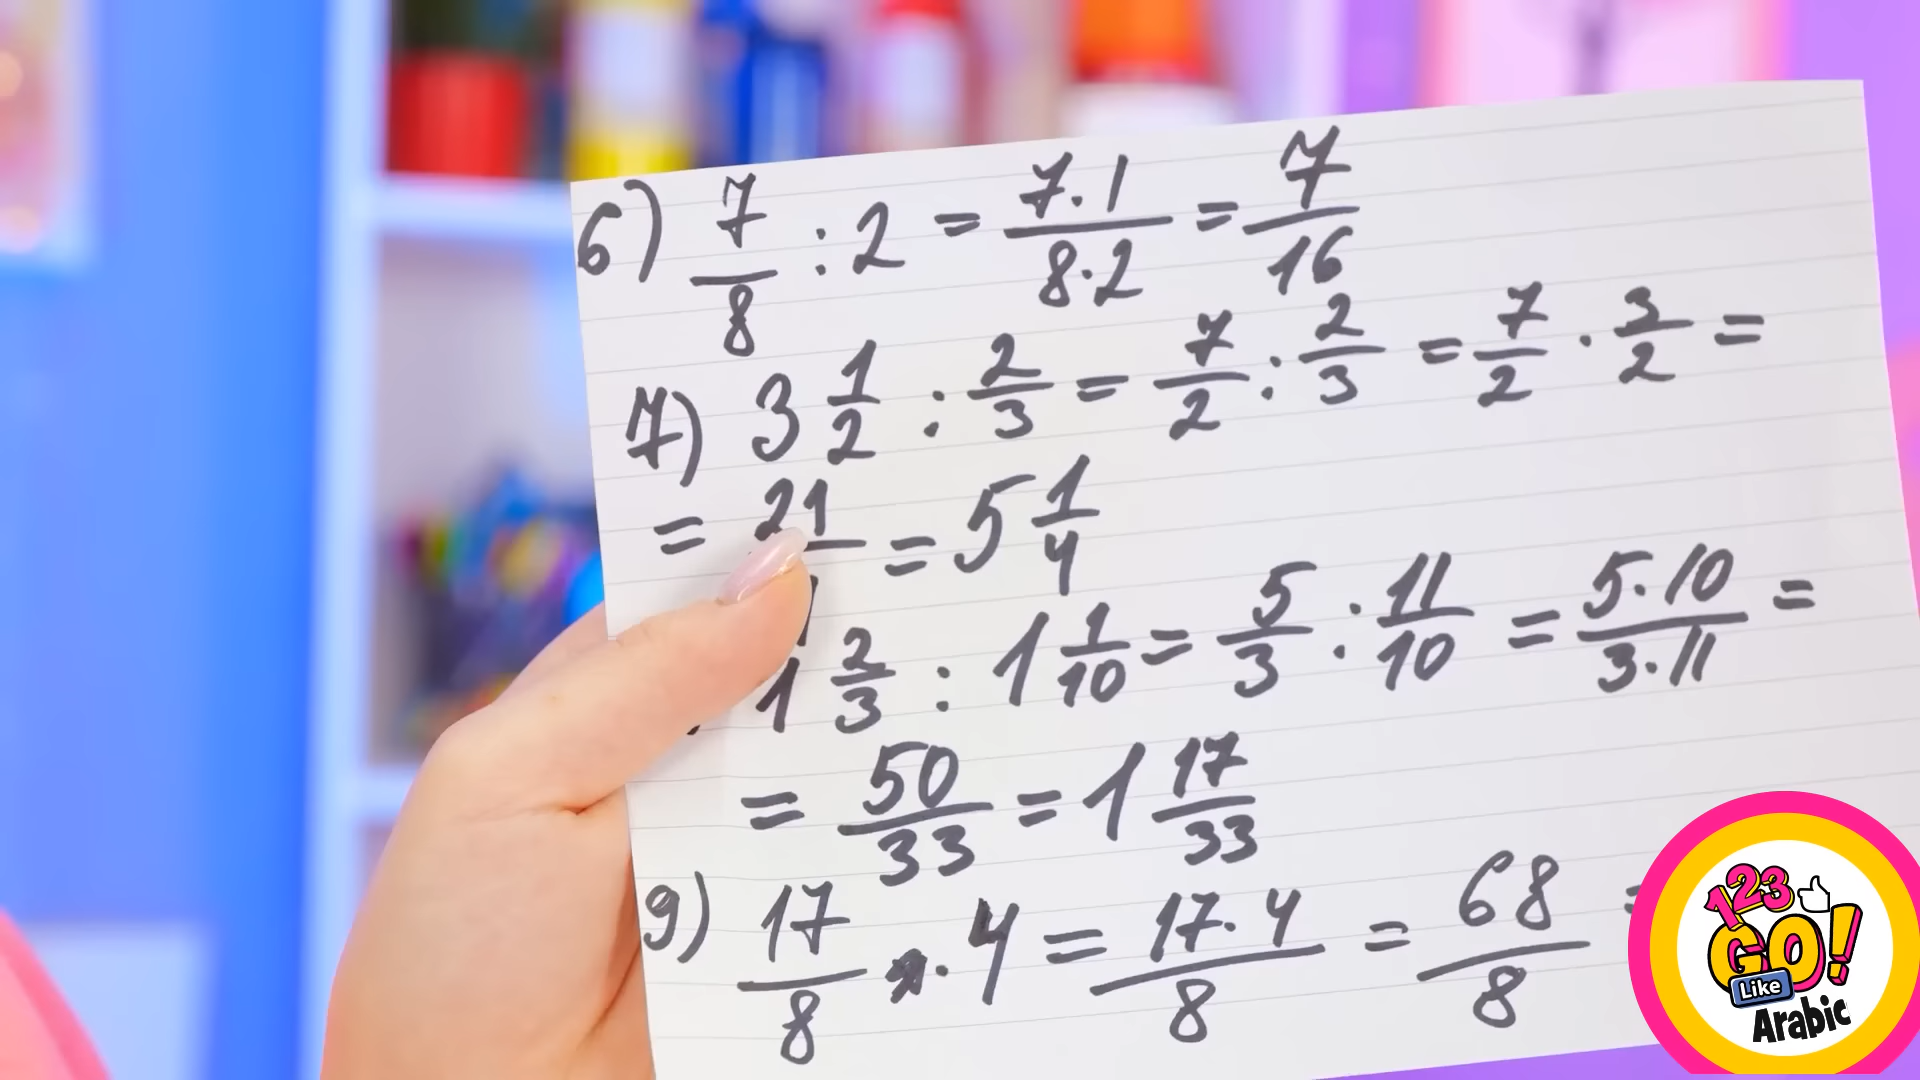 6) 7/8 : 2 = 7·1/8·2 = 7/16
7) 3 1/2 : 2/3 = 7/2 : 2/3 = 7/2 · 3/2 =
= 21/ = 5 1/4
1 2/3 : 1 1/10 = 5/3 : 11/10 = 5·10/3·11 =
= 50/33 = 1 17/33
9) 17/8 · 4 = 17·4/8 = 68/8 =
123
GO!
Like
Arabic